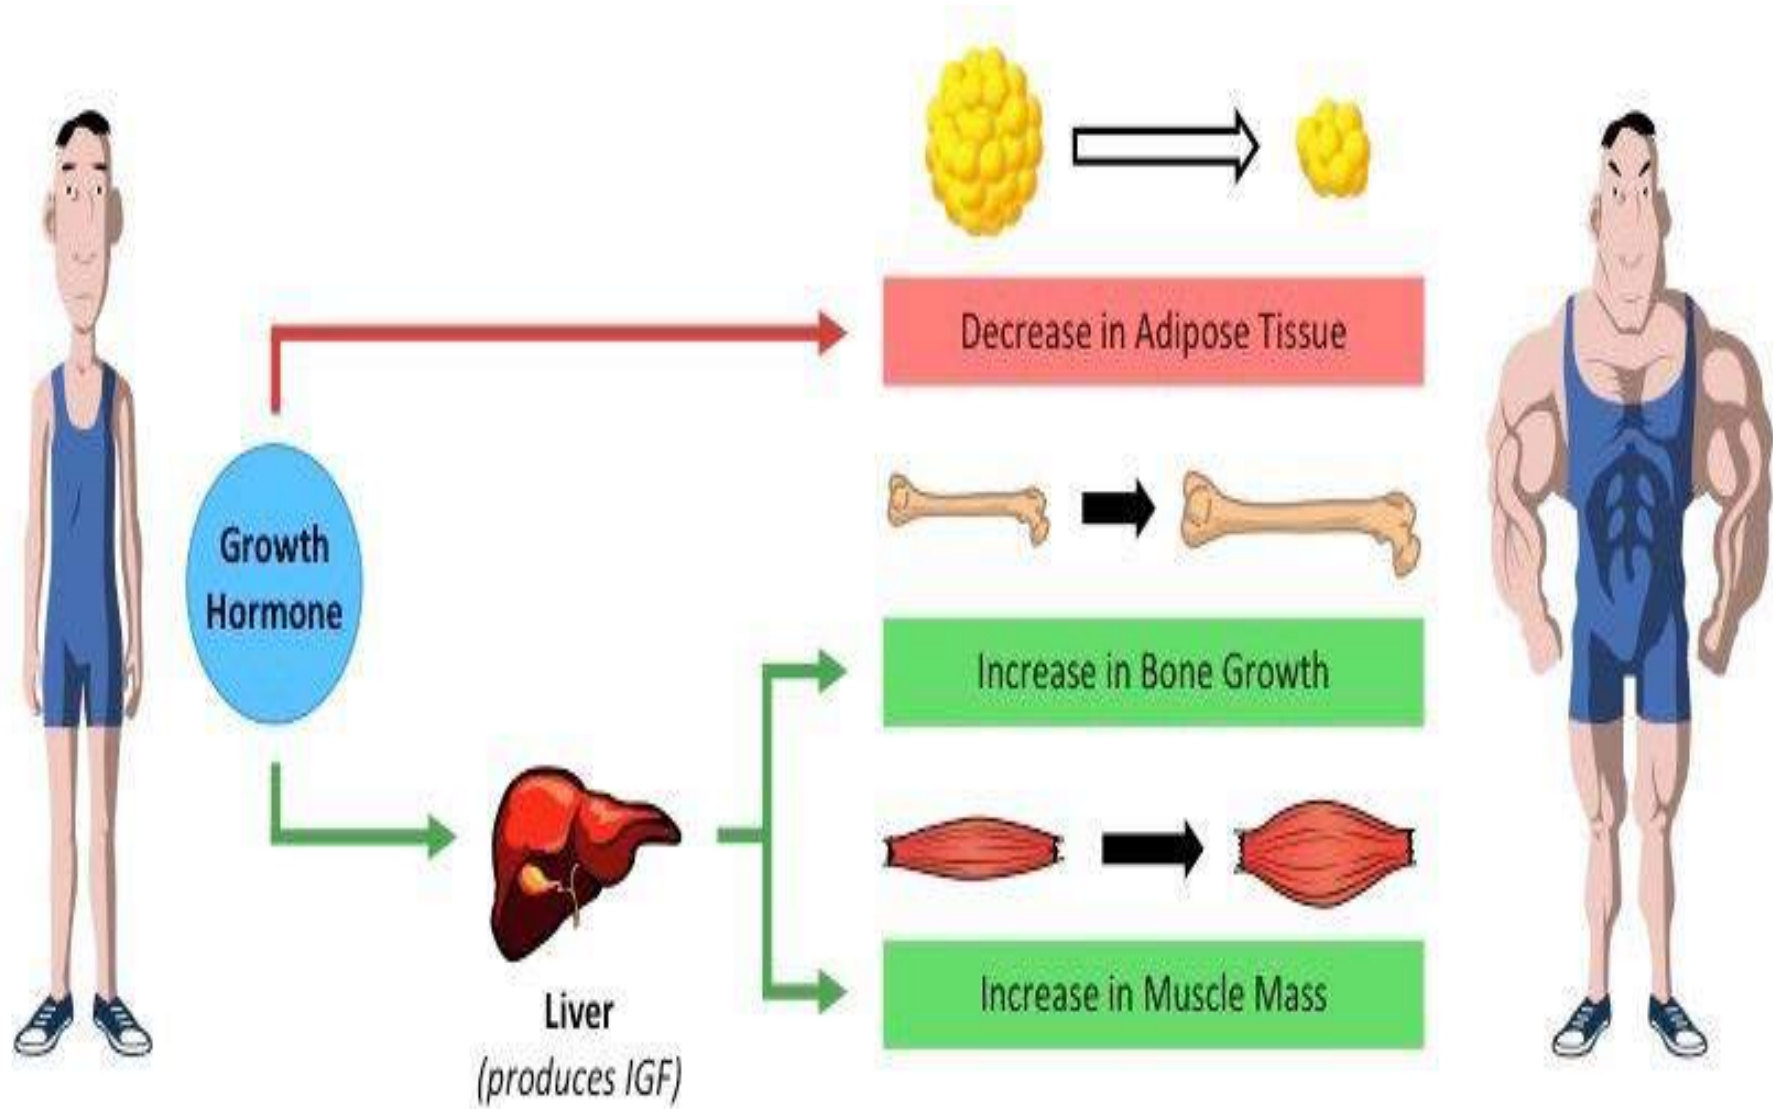 Decrease in Adipose Tissue
Growth
Hormone
Increase in Bone Growth
Increase in Muscle Mass
Liver
(produces IGF)